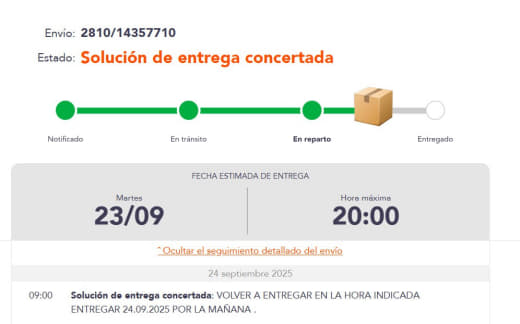 Envío: 2810/14357710
Estado: Solución de entrega concertada
Notificado En tránsito En reparto Entregado
FECHA ESTIMADA DE ENTREGA
Martes Hora máxima
23/09 20:00
ˆOcultar el seguimiento detallado del envío
24 septiembre 2025
09:00 Solución de entrega concertada: VOLVER A ENTREGAR EN LA HORA INDICADA
ENTREGAR 24.09.2025 POR LA MAÑANA .